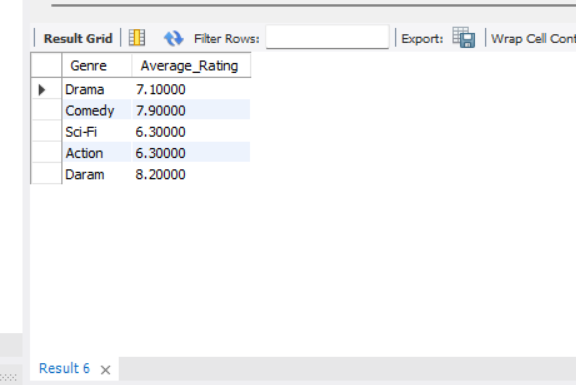 Result Grid Filter Rows: Export: Wrap Cell Cont
Genre Average_Rating
Drama 7.10000
Comedy 7.90000
Sci-Fi 6.30000
Action 6.30000
Daram 8.20000
Result 6 ×